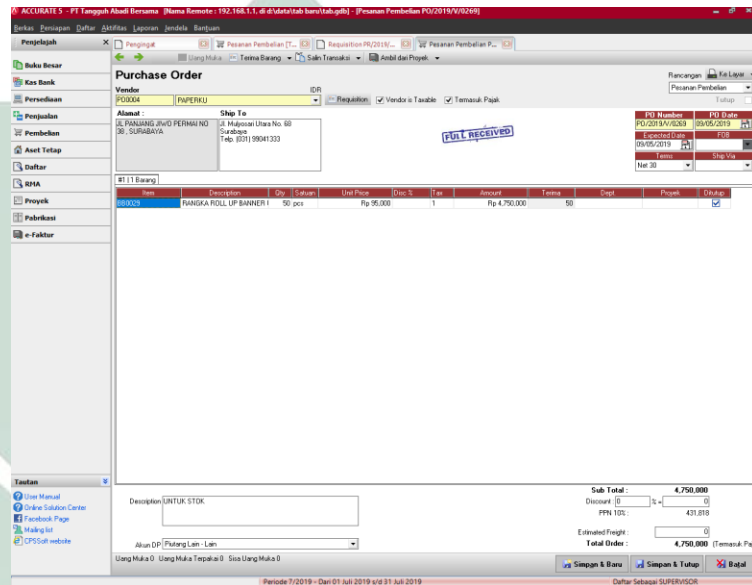 ACCURATE 5 - PT Tangguh Abadi Bersama [Nama Remote : 192.168.1.1, di d:\data\tab baru\tab.gdb] - [Pesanan Pembelian PO/2019/V/0269]
Berkas Persiapan Daftar Aktifitas Laporan Jendela Bantuan
Penjelajah X Pengingat Pesanan Pembelian [T... Requisition PR/2019/... Pesanan Pembelian P...
Uang Muka Terima Barang Salin Transaksi Ambil dari Proyek
Buku Besar
Kas Bank
Persediaan
Penjualan
Pembelian
Aset Tetap
Daftar
RMA
Proyek
Pabrikasi
e-Faktur
Purchase Order
Rancangan Ke Layar
Pesanan Pembelian
Tutup
Vendor IDR
P00004 PAPERKU Requisition Vendor is Taxable Termasuk Pajak
Alamat : Ship To
JL PANJANG JIWO PERMAI NO
38 , SURABAYA
Jl. Mulyosari Utara No. 68
Surabaya
Telp. (031) 99041333
FULL RECEIVED
PO Number PO Date
PO/2019/V/0269 09/05/2019
Expected Date FOB
09/05/2019
Terms Ship Via
Net 30
#1 | 1 Barang
Item Description Qty Satuan Unit Price Disc % Tax Amount Terima Dept. Proyek Ditutup
BB0029 RANGKA ROLL UP BANNER 50 pcs Rp 95,000 1 Rp 4,750,000 50
Tautan
User Manual
Online Solution Center
Facebook Page
Mailing list
CPSSoft website
Description UNTUK STOK
Akun DP Piutang Lain - Lain
Sub Total : 4,750,000
Discount : 0 % = 0
PPN 10% : 431,818
Estimated Freight : 0
Total Order : 4,750,000 (Termasuk Pa
Uang Muka 0 Uang Muka Terpakai 0 Sisa Uang Muka 0
Simpan & Baru Simpan & Tutup Batal
Periode 7/2019 - Dari 01 Juli 2019 s/d 31 Juli 2019 Daftar Sebagai SUPERVISOR